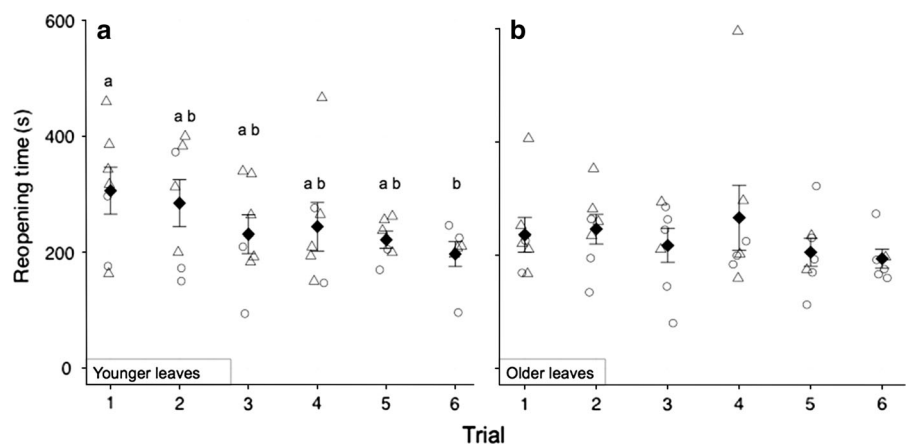 a
b
600
400
200
0
Reopening time (s)
a
a b
a b
a b
a b
b
Younger leaves
Older leaves
1 2 3 4 5 6
1 2 3 4 5 6
Trial